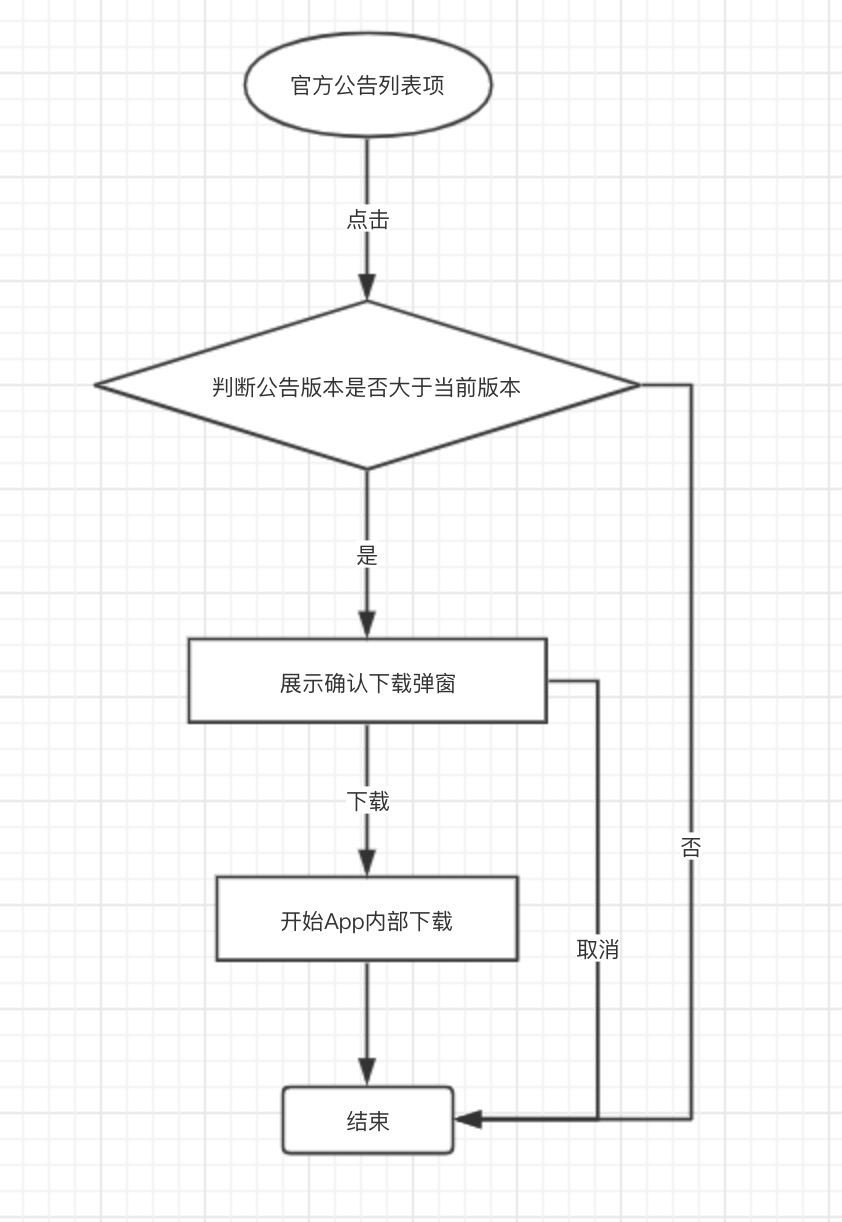 官方公告列表项
点击
判断公告版本是否大于当前版本
是
展示确认下载弹窗
下载
否
开始App内部下载
取消
结束